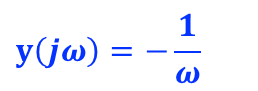 y(jω) = − 1/ω